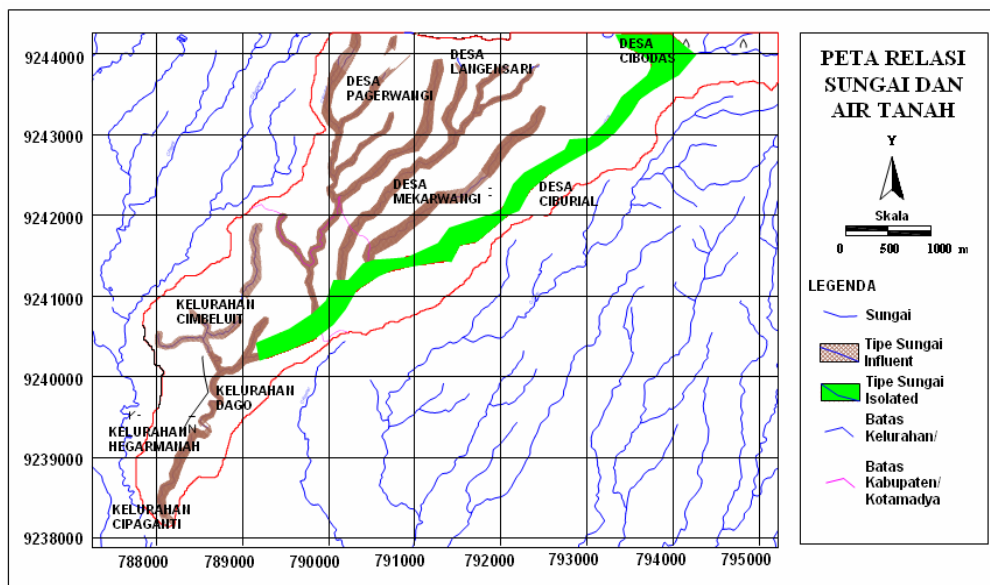 DESA
LANGENSARI
DESA
CIBODAS
DESA
PAGERWANGI
DESA
MEKARWANGI
DESA
CIBURIAL
KELURAHAN
CIMBELUIT
KELURAHAN
DAGO
KELURAHAN
HEGARMANAH
KELURAHAN
CIPAGANTI
9244000
9243000
9242000
9241000
9240000
9239000
9238000
788000
789000
790000
791000
792000
793000
794000
795000
PETA RELASI
SUNGAI DAN
AIR TANAH
Y
Skala
0 500 1000 m
LEGENDA
Sungai
Tipe Sungai
Influent
Tipe Sungai
Isolated
Batas
Kelurahan/
Batas
Kabupaten/
Kotamadya